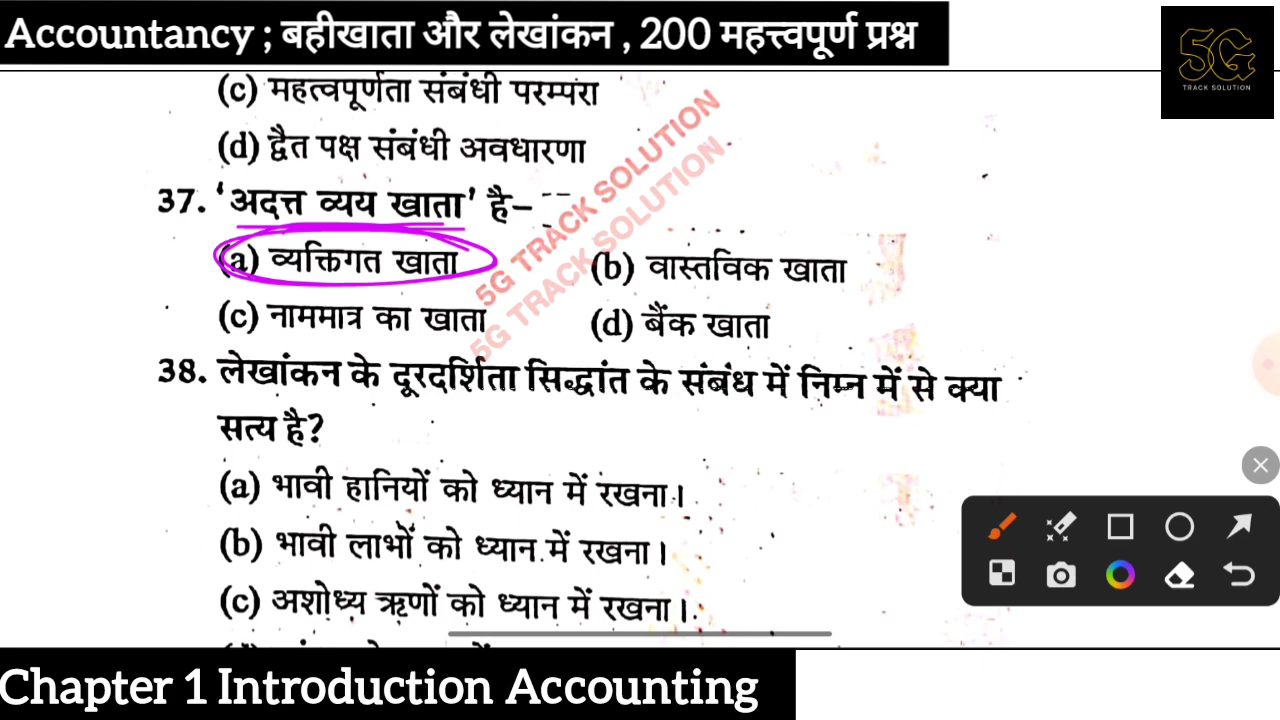 Accountancy ; बहीखाता और लेखांकन , 200 महत्त्वपूर्ण प्रश्न
5G
TRACK SOLUTION
(c) महत्वपूर्णता संबंधी परम्परा
(d) द्वैत पक्ष संबंधी अवधारणा
5G TRACK SOLUTION
5G TRACK SOLUTION
37. 'अदत्त व्यय खाता' है–
(a) व्यक्तिगत खाता (b) वास्तविक खाता
(c) नाममात्र का खाता (d) बैंक खाता
38. लेखांकन के दूरदर्शिता सिद्धांत के संबंध में निम्न में से क्या
सत्य है?
(a) भावी हानियों को ध्यान में रखना।
(b) भावी लाभों को ध्यान में रखना।
(c) अशोध्य ऋणों को ध्यान में रखना।
Chapter 1 Introduction Accounting